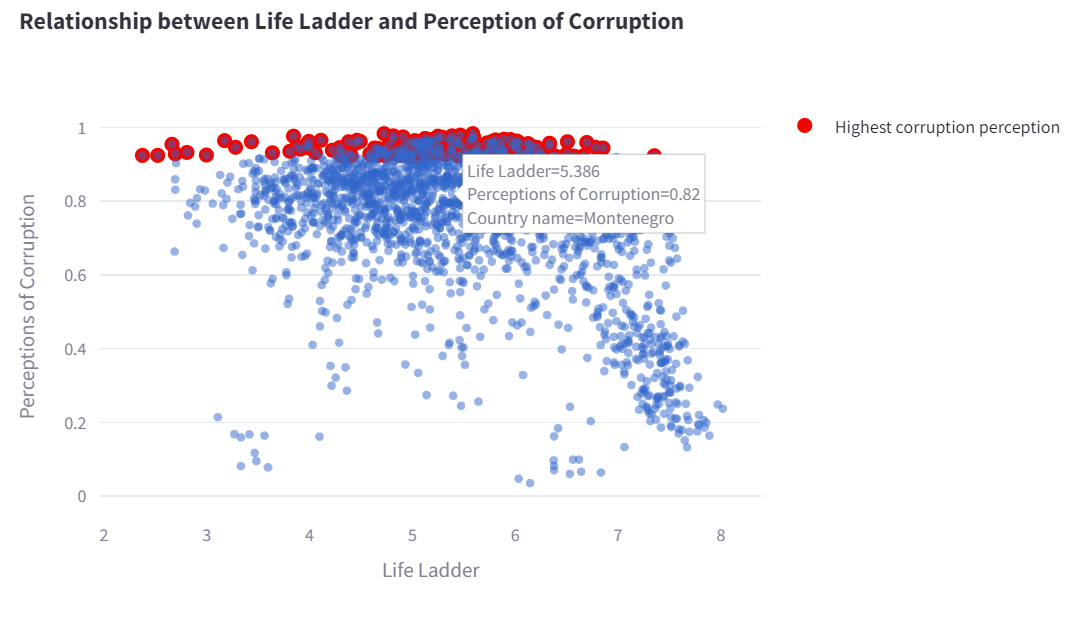 Relationship between Life Ladder and Perception of Corruption
1
Highest corruption perception
Life Ladder=5.386
Perceptions of Corruption=0.82
Country name=Montenegro
0.8
0.6
0.4
0.2
0
Perceptions of Corruption
2 3 4 5 6 7 8
Life Ladder